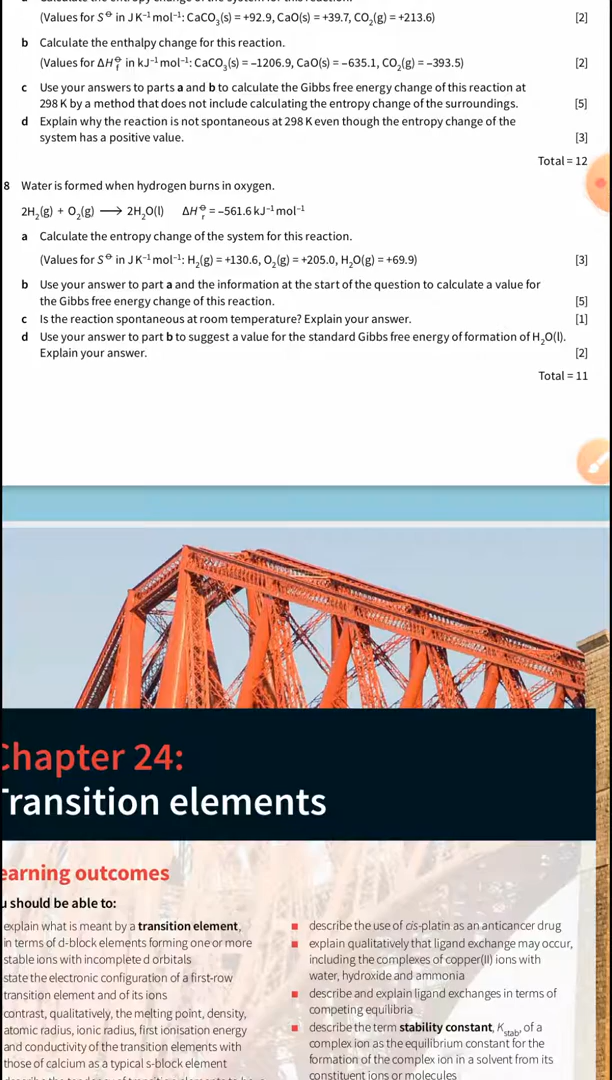 (Values for S⦵ in J K⁻¹ mol⁻¹: CaCO₃(s) = +92.9, CaO(s) = +39.7, CO₂(g) = +213.6) [2]
b Calculate the enthalpy change for this reaction.
(Values for ΔH⦵f in kJ⁻¹ mol⁻¹: CaCO₃(s) = –1206.9, CaO(s) = –635.1, CO₂(g) = –393.5) [2]
c Use your answers to parts a and b to calculate the Gibbs free energy change of this reaction at
298 K by a method that does not include calculating the entropy change of the surroundings. [5]
d Explain why the reaction is not spontaneous at 298 K even though the entropy change of the
system has a positive value. [3]
Total = 12
8 Water is formed when hydrogen burns in oxygen.
2H₂(g) + O₂(g) ⟶ 2H₂O(l) ΔH⦵r = –561.6 kJ⁻¹ mol⁻¹
a Calculate the entropy change of the system for this reaction.
(Values for S⦵ in J K⁻¹ mol⁻¹: H₂(g) = +130.6, O₂(g) = +205.0, H₂O(g) = +69.9) [3]
b Use your answer to part a and the information at the start of the question to calculate a value for
the Gibbs free energy change of this reaction. [5]
c Is the reaction spontaneous at room temperature? Explain your answer. [1]
d Use your answer to part b to suggest a value for the standard Gibbs free energy of formation of H₂O(l).
Explain your answer. [2]
Total = 11
Chapter 24:
Transition elements
earning outcomes
u should be able to:
explain what is meant by a transition element,
in terms of d-block elements forming one or more
stable ions with incomplete d orbitals
state the electronic configuration of a first-row
transition element and of its ions
contrast, qualitatively, the melting point, density,
atomic radius, ionic radius, first ionisation energy
and conductivity of the transition elements with
those of calcium as a typical s-block element
■ describe the use of cis-platin as an anticancer drug
■ explain qualitatively that ligand exchange may occur,
including the complexes of copper(II) ions with
water, hydroxide and ammonia
■ describe and explain ligand exchanges in terms of
competing equilibria
■ describe the term stability constant, Kstab, of a
complex ion as the equilibrium constant for the
formation of the complex ion in a solvent from its
constituent ions or molecules